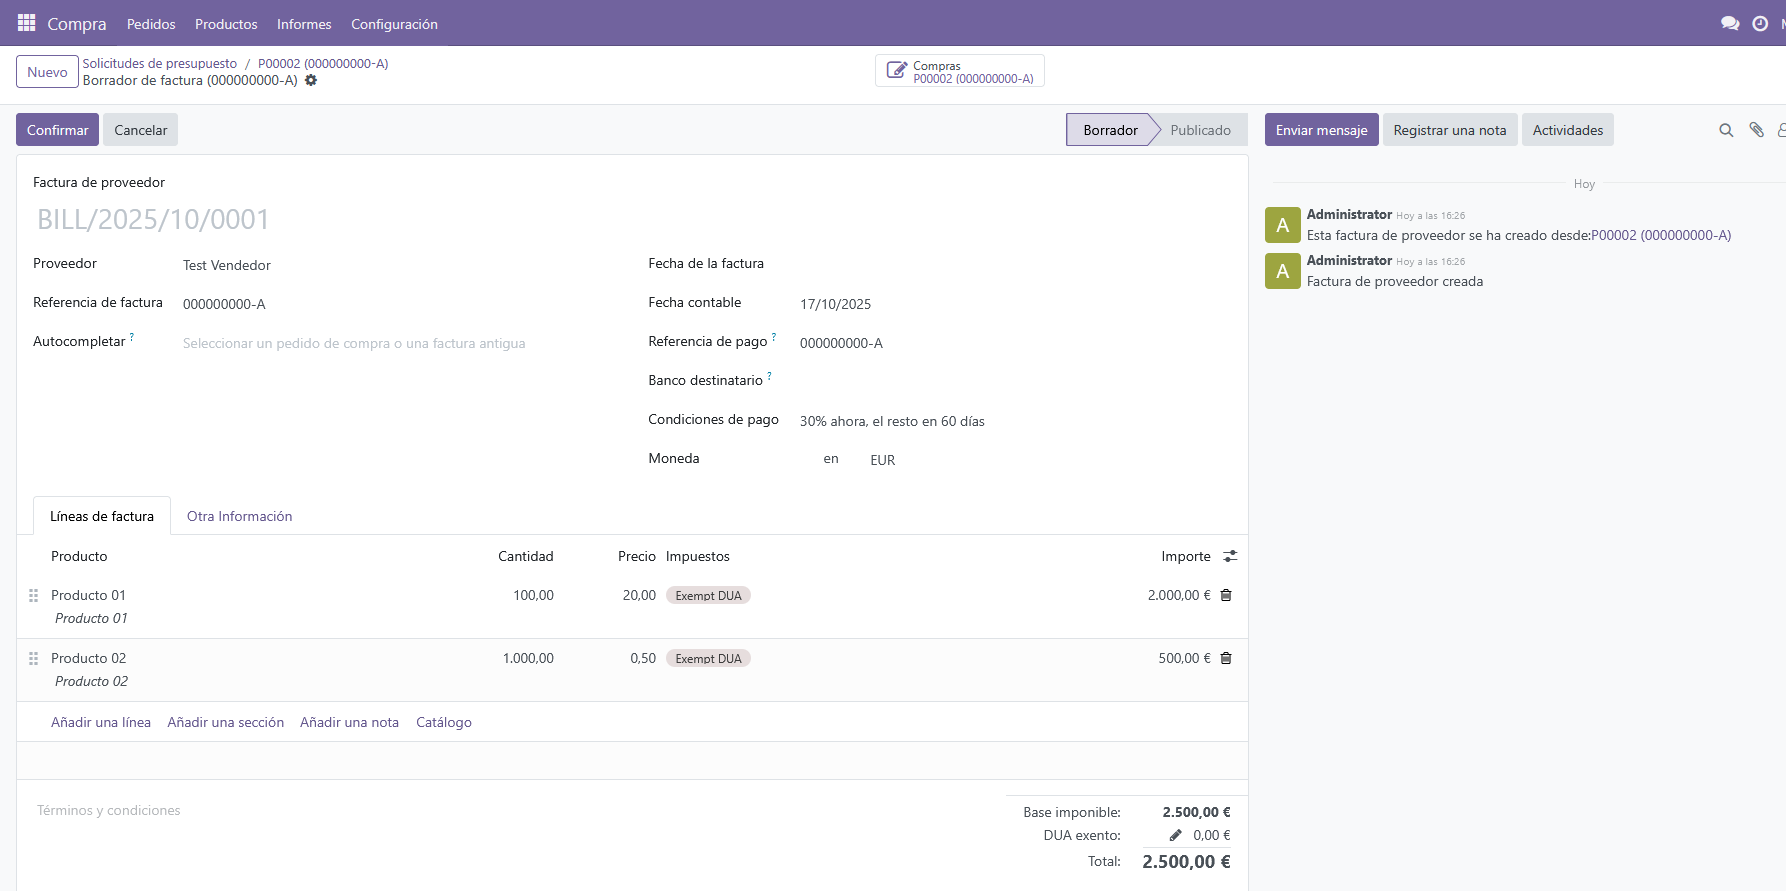 Compra Pedidos Productos Informes Configuración
Nuevo
Solicitudes de presupuesto / P00002 (000000000-A)
Borrador de factura (000000000-A)
Compras
P00002 (000000000-A)
Confirmar Cancelar
Borrador Publicado
Enviar mensaje Registrar una nota Actividades
Factura de proveedor
BILL/2025/10/0001
Proveedor Test Vendedor
Referencia de factura 000000000-A
Autocompletar ? Seleccionar un pedido de compra o una factura antigua
Fecha de la factura
Fecha contable 17/10/2025
Referencia de pago ? 000000000-A
Banco destinatario ?
Condiciones de pago 30% ahora, el resto en 60 días
Moneda en EUR
Líneas de factura Otra Información
Producto Cantidad Precio Impuestos Importe
Producto 01 100,00 20,00 Exempt DUA 2.000,00 €
Producto 01
Producto 02 1.000,00 0,50 Exempt DUA 500,00 €
Producto 02
Añadir una línea Añadir una sección Añadir una nota Catálogo
Términos y condiciones
Base imponible: 2.500,00 €
DUA exento: 0,00 €
Total: 2.500,00 €
Hoy
A
Administrator Hoy a las 16:26
Esta factura de proveedor se ha creado desde:P00002 (000000000-A)
A
Administrator Hoy a las 16:26
Factura de proveedor creada